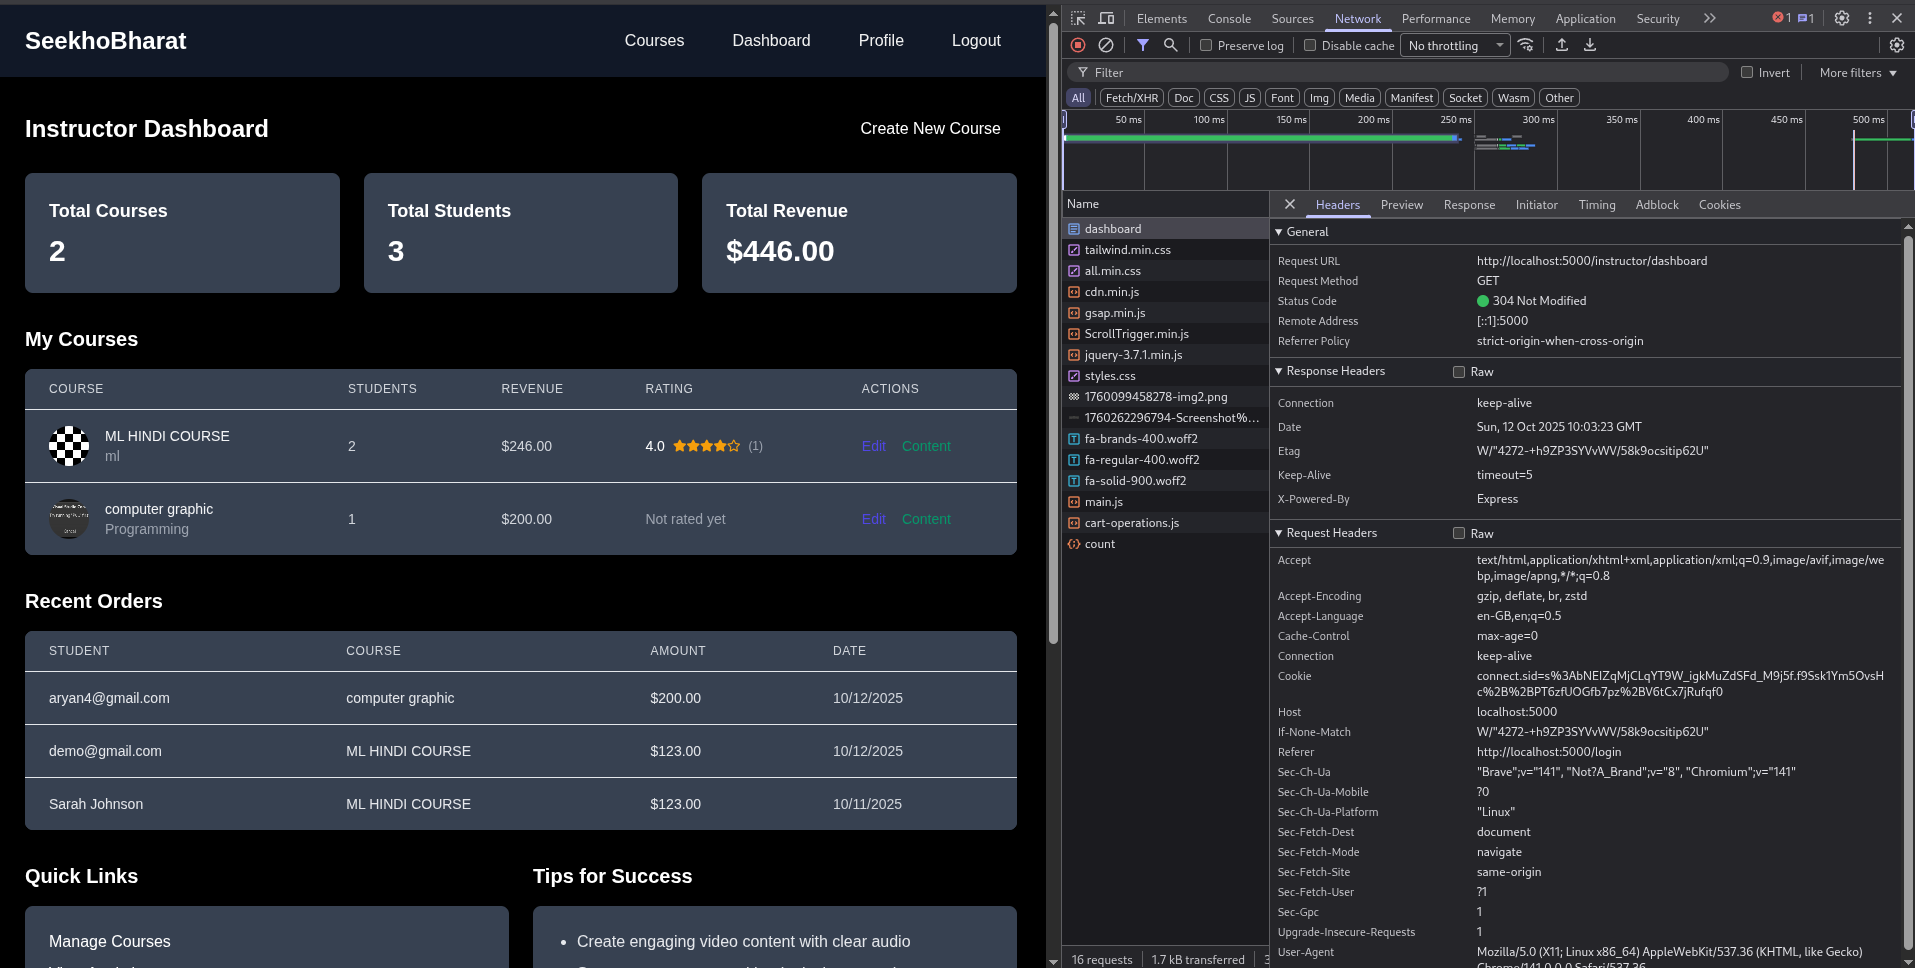 SeekhoBharat
Courses Dashboard Profile Logout
Instructor Dashboard
Create New Course
Total Courses
2
Total Students
3
Total Revenue
$446.00
My Courses
COURSE STUDENTS REVENUE RATING ACTIONS
ML HINDI COURSE
ml
2 $246.00 4.0 (1) Edit Content
computer graphic
Programming
1 $200.00 Not rated yet Edit Content
Recent Orders
STUDENT COURSE AMOUNT DATE
aryan4@gmail.com computer graphic $200.00 10/12/2025
demo@gmail.com ML HINDI COURSE $123.00 10/12/2025
Sarah Johnson ML HINDI COURSE $123.00 10/11/2025
Quick Links
Manage Courses
Tips for Success
• Create engaging video content with clear audio
Elements Console Sources Network Performance Memory Application Security 1 1
Preserve log Disable cache No throttling
Filter Invert More filters
All Fetch/XHR Doc CSS JS Font Img Media Manifest Socket Wasm Other
50 ms 100 ms 150 ms 200 ms 250 ms 300 ms 350 ms 400 ms 450 ms 500 ms
Name
dashboard
tailwind.min.css
all.min.css
cdn.min.js
gsap.min.js
ScrollTrigger.min.js
jquery-3.7.1.min.js
styles.css
1760099458278-img2.png
1760262296794-Screenshot%...
fa-brands-400.woff2
fa-regular-400.woff2
fa-solid-900.woff2
main.js
cart-operations.js
count
16 requests 1.7 kB transferred 3
Headers Preview Response Initiator Timing Adblock Cookies
General
Request URL http://localhost:5000/instructor/dashboard
Request Method GET
Status Code 304 Not Modified
Remote Address [::1]:5000
Referrer Policy strict-origin-when-cross-origin
Response Headers Raw
Connection keep-alive
Date Sun, 12 Oct 2025 10:03:23 GMT
Etag W/"4272-+h9ZP3SYVvWV/58k9ocsitip62U"
Keep-Alive timeout=5
X-Powered-By Express
Request Headers Raw
Accept text/html,application/xhtml+xml,application/xml;q=0.9,image/avif,image/we
bp,image/apng,*/*;q=0.8
Accept-Encoding gzip, deflate, br, zstd
Accept-Language en-GB,en;q=0.5
Cache-Control max-age=0
Connection keep-alive
Cookie connect.sid=s%3AbNEIZqMjCLqYT9W_igkMuZdSFd_M9j5f.f9Ssk1Ym5OvsH
c%2B%2BPT6zfUOGfb7pz%2BV6tCx7jRufqf0
Host localhost:5000
If-None-Match W/"4272-+h9ZP3SYVvWV/58k9ocsitip62U"
Referer http://localhost:5000/login
Sec-Ch-Ua "Brave";v="141", "Not?A_Brand";v="8", "Chromium";v="141"
Sec-Ch-Ua-Mobile ?0
Sec-Ch-Ua-Platform "Linux"
Sec-Fetch-Dest document
Sec-Fetch-Mode navigate
Sec-Fetch-Site same-origin
Sec-Fetch-User ?1
Sec-Gpc 1
Upgrade-Insecure-Requests 1
User-Agent Mozilla/5.0 (X11; Linux x86_64) AppleWebKit/537.36 (KHTML, like Gecko)
Chrome/141.0.0.0 Safari/537.36